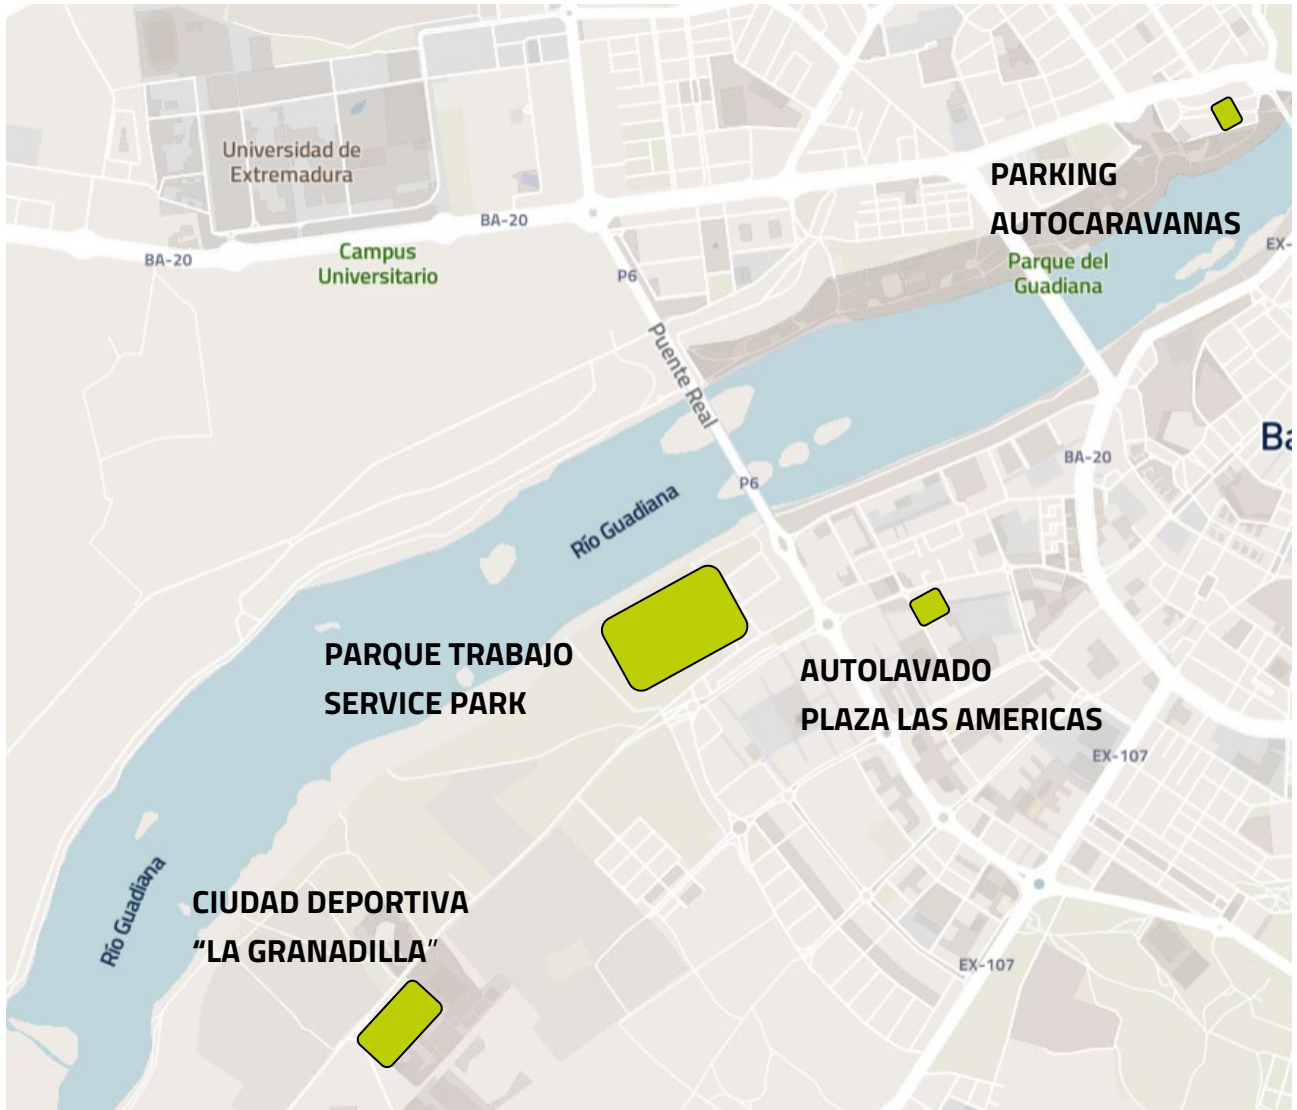 Universidad de
Extremadura
BA-20
BA-20
Campus
Universitario
P6
PARKING
AUTOCARAVANAS
EX-
Parque del
Guadiana
Puente Real
BA-20
Ba
P6
Río Guadiana
PARQUE TRABAJO
SERVICE PARK
AUTOLAVADO
PLAZA LAS AMERICAS
EX-107
Río Guadiana
CIUDAD DEPORTIVA
“LA GRANADILLA”
EX-107